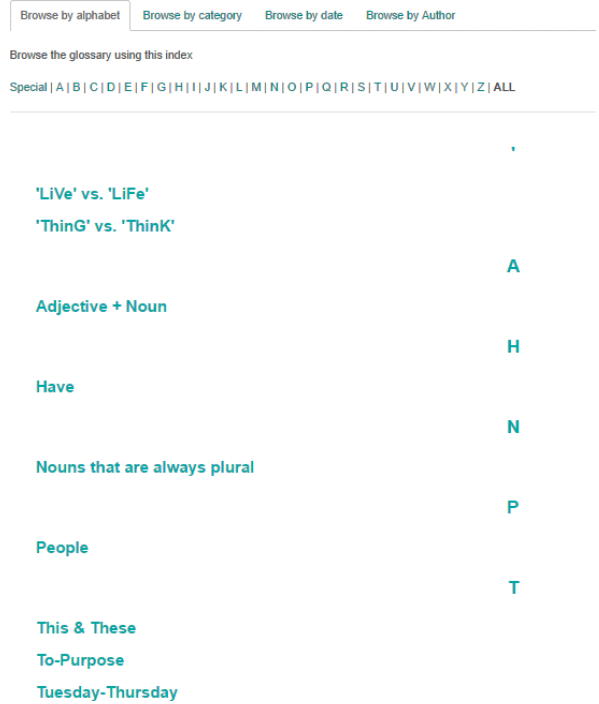 Browse by alphabet Browse by category Browse by date Browse by Author
Browse the glossary using this index
Special | A | B | C | D | E | F | G | H | I | J | K | L | M | N | O | P | Q | R | S | T | U | V | W | X | Y | Z | ALL
'
'LiVe' vs. 'LiFe'
'ThinG' vs. 'ThinK'
A
Adjective + Noun
H
Have
N
Nouns that are always plural
P
People
T
This & These
To-Purpose
Tuesday-Thursday